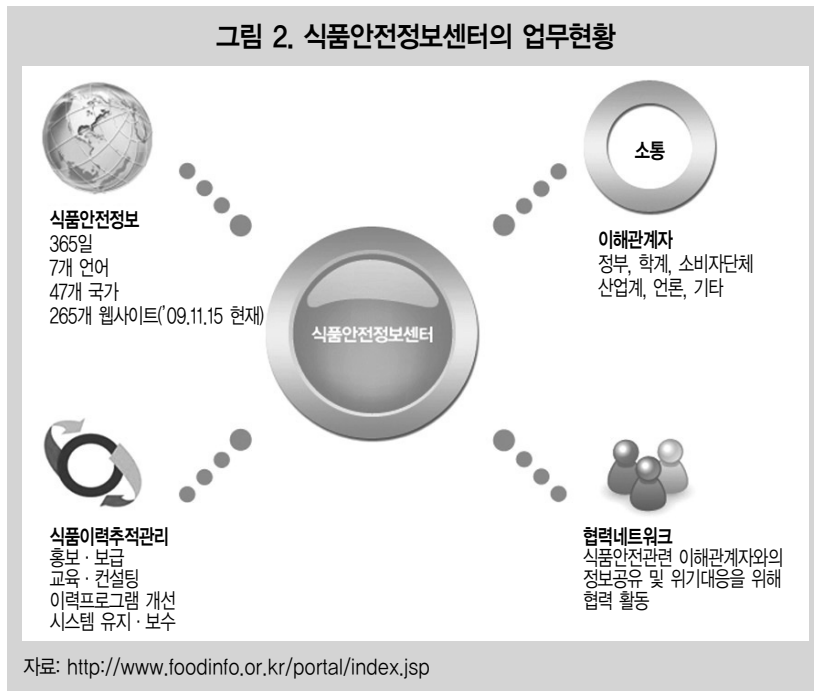 그림 2. 식품안전정보센터의 업무현황
식품안전정보
365일
7개 언어
47개 국가
265개 웹사이트('09.11.15 현재)
소통
이해관계자
정부, 학계, 소비자단체
산업계, 언론, 기타
식품안전정보센터
식품이력추적관리
홍보·보급
교육·컨설팅
이력프로그램 개선
시스템 유지·보수
협력네트워크
식품안전관련 이해관계자와의
정보공유 및 위기대응을 위해
협력 활동
자료: http://www.foodinfo.or.kr/portal/index.jsp